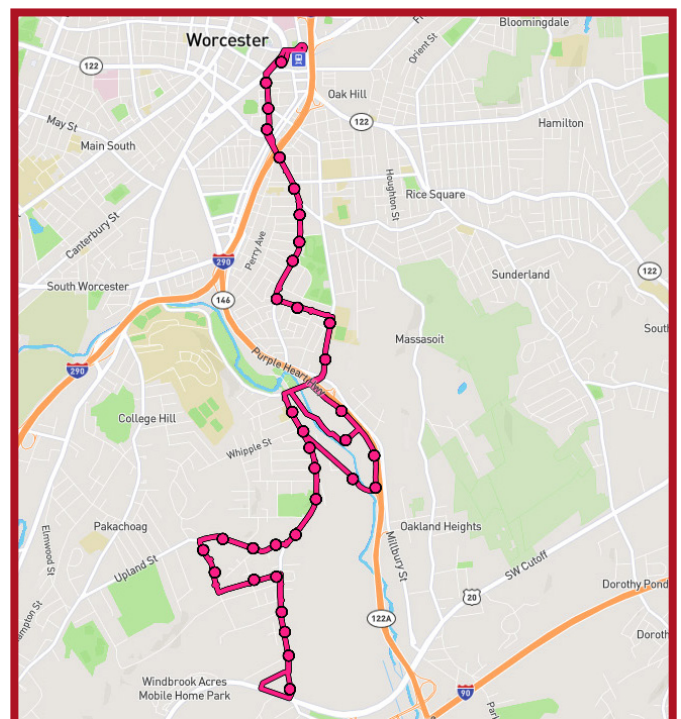 Bloomingdale
Worcester
Orient St
122
Oak Hill
122
Hamilton
May St
Main South
Houghton St
Rice Square
Canterbury St
Perry Ave
290
122
Sunderland
South Worcester
146
Massasoit
Purple Heart
290
College Hill
Whipple St
Pakachoag
Elmwood St
Oakland Heights
Millbury St
Upland St
SW Cutoff
20
Dorothy Pond
122A
Windbrook Acres
Mobile Home Park
90